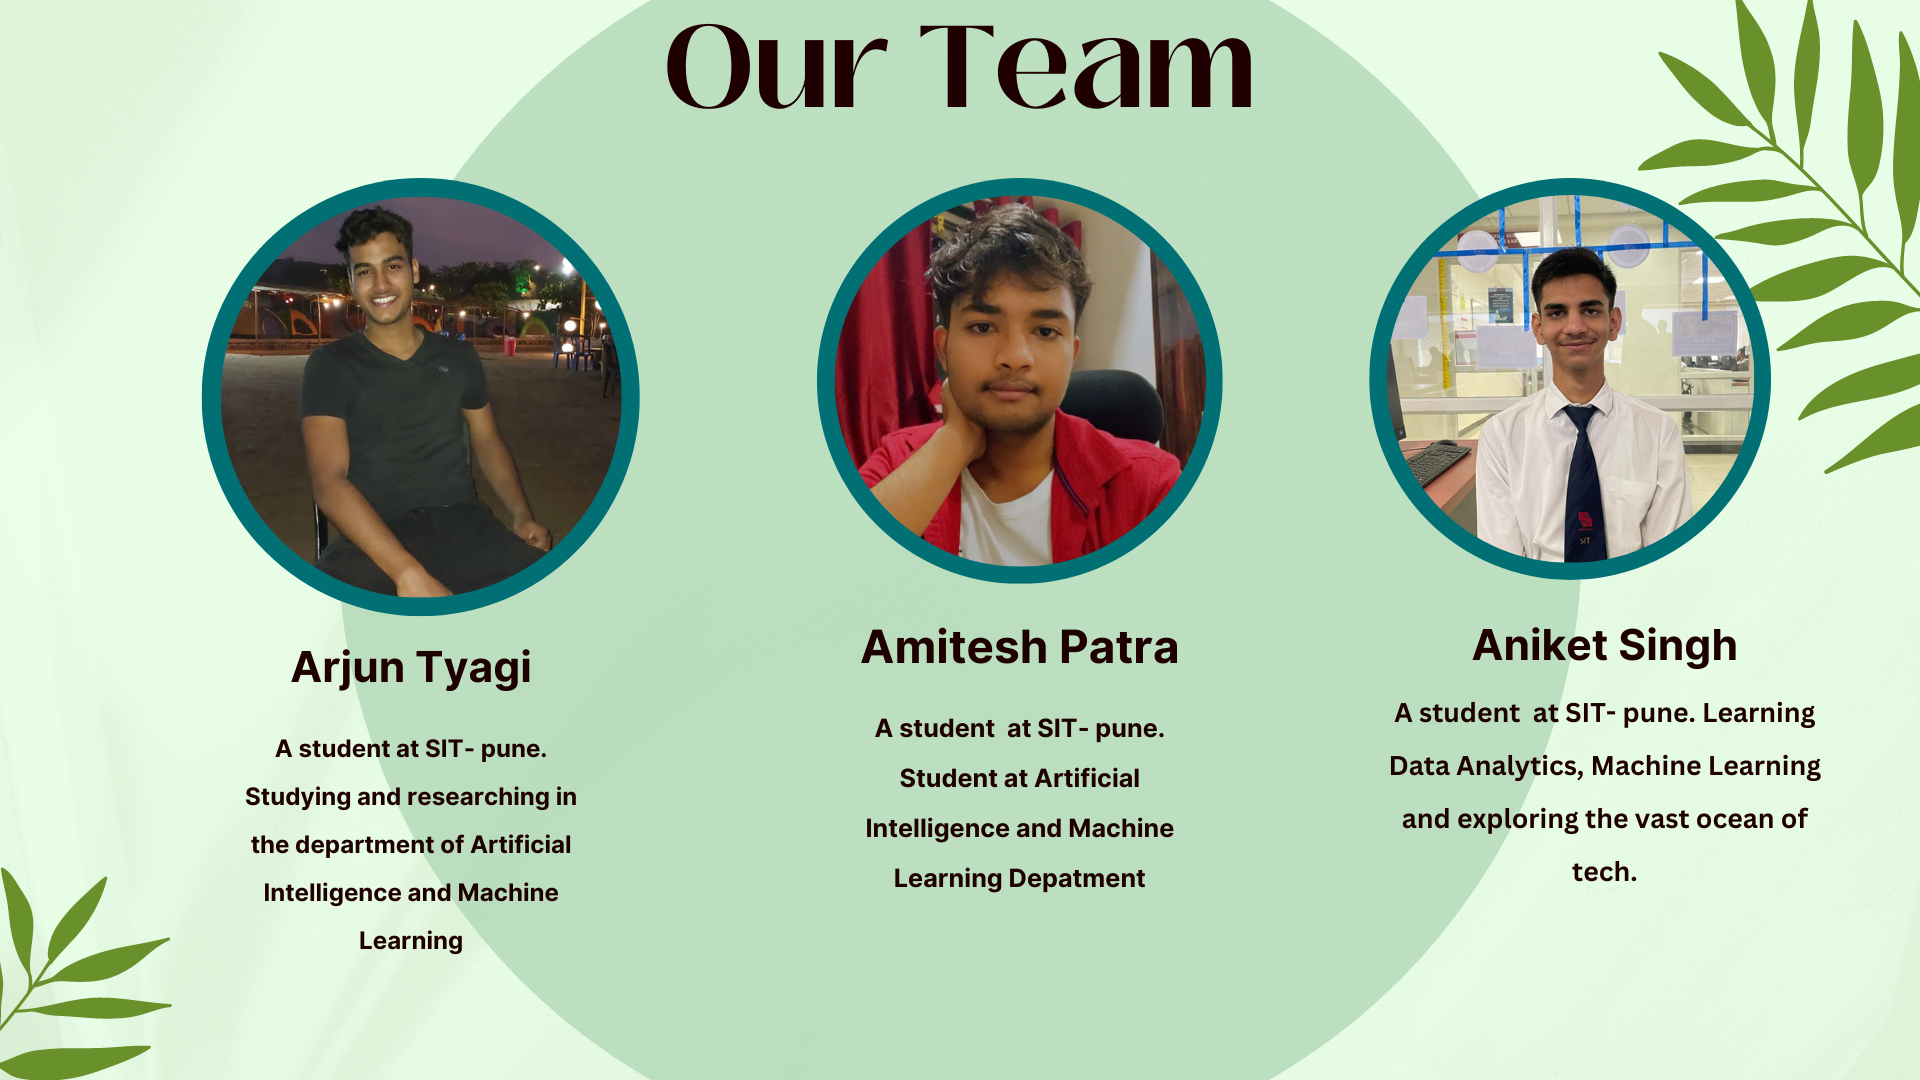 Our Team
Arjun Tyagi
A student at SIT- pune.
Studying and researching in
the department of Artificial
Intelligence and Machine
Learning
Amitesh Patra
A student  at SIT- pune.
Student at Artificial
Intelligence and Machine
Learning Depatment
SIT
Aniket Singh
A student  at SIT- pune. Learning
Data Analytics, Machine Learning
and exploring the vast ocean of
tech.